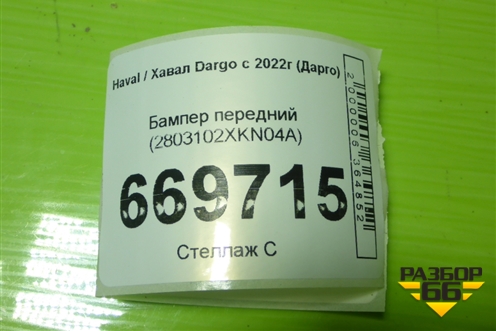 Haval / Хавал Dargo с 2022г (Дарго)
Бампер передний
(2803102XKN04A)
669715
Стеллаж С
2000006364852
РАЗБОР
66